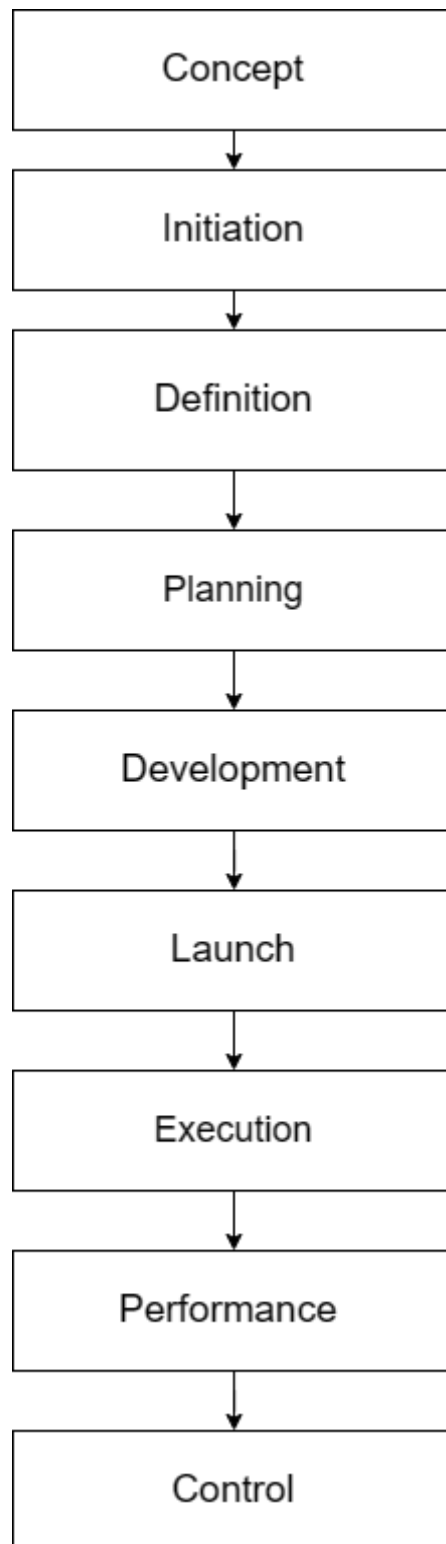 Concept
Initiation
Definition
Planning
Development
Launch
Execution
Performance
Control